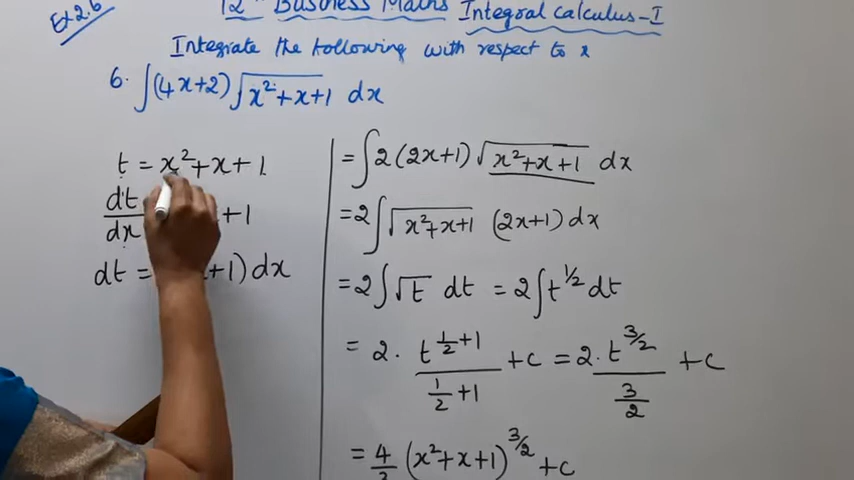 Ex 2.6
12th Business Maths Integral Calculus-I
Integrate the following with respect to x
6. ∫(4x+2)√(x²+x+1) dx
t = x²+x+1
dt/dx +1
dt = +1) dx
= ∫2(2x+1)√(x²+x+1) dx
= 2∫√(x²+x+1) (2x+1)dx
= 2∫√t dt = 2∫t^(1/2) dt
= 2. t^(1/2+1)/(1/2+1) +c = 2. t^(3/2)/(3/2) +c
= 4/3 (x²+x+1)^(3/2) +c